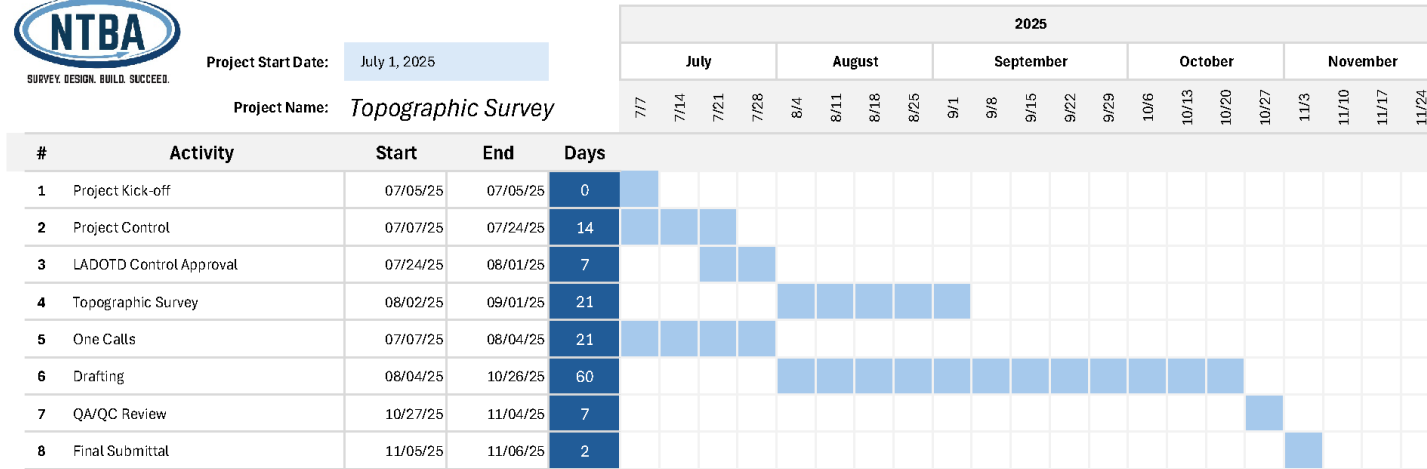 NTBA
SURVEY. DESIGN. BUILD. SUCCEED.
Project Start Date: July 1, 2025
Project Name: Topographic Survey
2025
July August September October November
7/7 7/14 7/21 7/28 8/4 8/11 8/18 8/25 9/1 9/8 9/15 9/22 9/29 10/6 10/13 10/20 10/27 11/3 11/10 11/17 11/24
# Activity Start End Days
1 Project Kick-off 07/05/25 07/05/25 0
2 Project Control 07/07/25 07/24/25 14
3 LADOTD Control Approval 07/24/25 08/01/25 7
4 Topographic Survey 08/02/25 09/01/25 21
5 One Calls 07/07/25 08/04/25 21
6 Drafting 08/04/25 10/26/25 60
7 QA/QC Review 10/27/25 11/04/25 7
8 Final Submittal 11/05/25 11/06/25 2